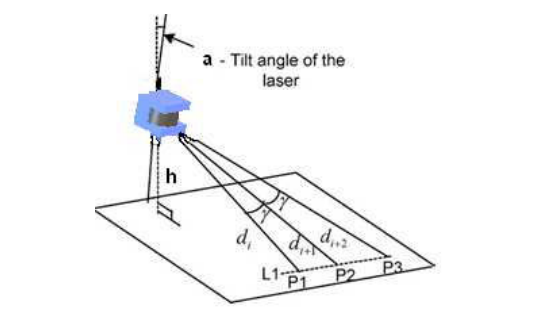 a - Tilt angle of the
laser
h
γ
γ
d_i
d_{i+1}
d_{i+2}
L1
P1
P2
P3